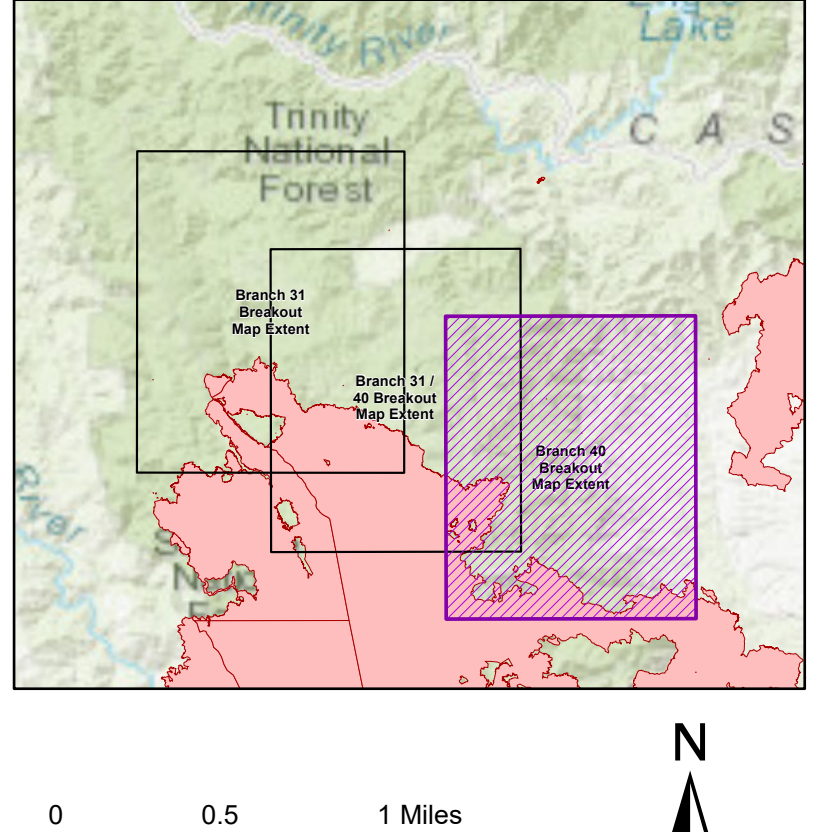 Trinity River
Lake
Trinity
National
Forest
C A S
Branch 31
Breakout
Map Extent
Branch 31 /
40 Breakout
Map Extent
Branch 40
Breakout
Map Extent
River
N
0 0.5 1 Miles